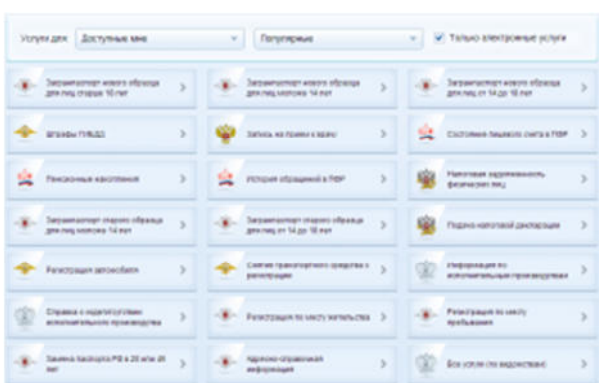 Услуги для: Доступные мне Популярные Только электронные услуги
Загранпаспорт нового образца
для лиц старше 18 лет
Загранпаспорт нового образца
для лиц моложе 14 лет
Загранпаспорт нового образца
для лиц от 14 до 18 лет
Штрафы ГИБДД
Запись на прием к врачу
Состояние лицевого счета в ПФР
Пенсионные накопления
История обращений в ПФР
Налоговая задолженность
физических лиц
Загранпаспорт старого образца
для лиц моложе 14 лет
Загранпаспорт старого образца
для лиц от 14 до 18 лет
Подача налоговой декларации
Регистрация автомобиля
Снятие транспортного средства с
регистрации
Информация по
исполнительным производствам
Справка о ходе
исполнительного производства
Регистрация по месту жительства
Регистрация по месту
пребывания
Замена паспорта РФ в 20 или 45
лет
Адресно-справочная
информация
Все услуги (по ведомствам)